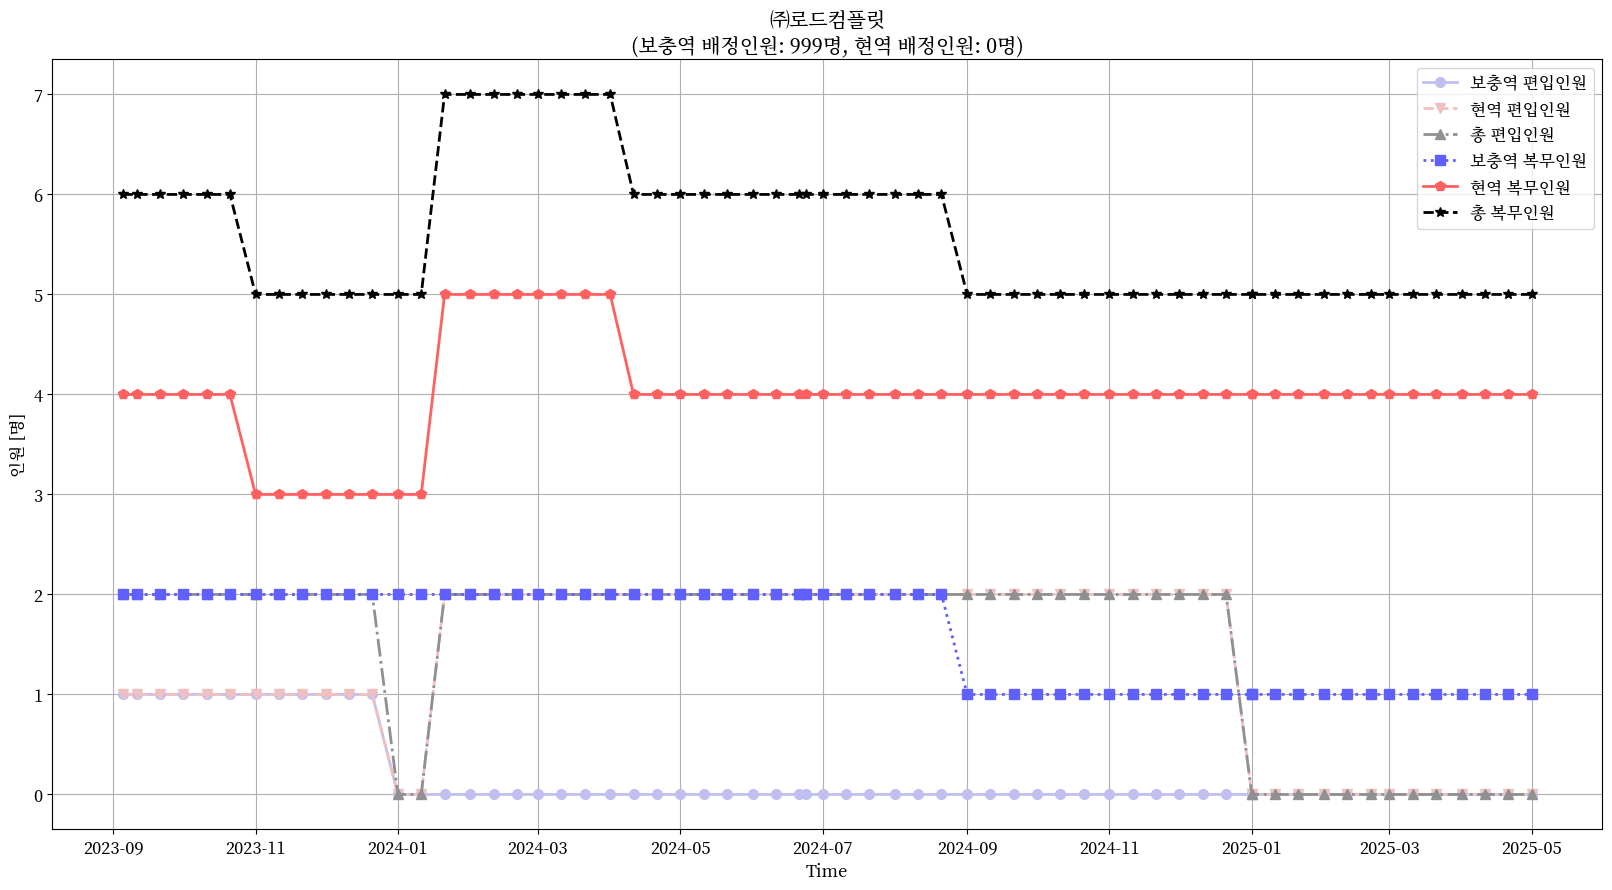 ㈜로드컴플릿
(보충역 배정인원: 999명, 현역 배정인원: 0명)
보충역 편입인원
현역 편입인원
총 편입인원
보충역 복무인원
현역 복무인원
총 복무인원
인원 [명]
7
6
5
4
3
2
1
0
2023-09
2023-11
2024-01
2024-03
2024-05
2024-07
2024-09
2024-11
2025-01
2025-03
2025-05
Time